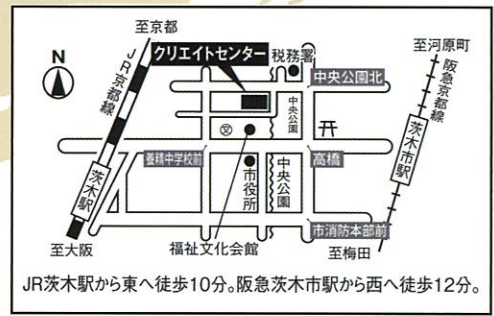 至京都
N
JR京都線
クリエイトセンター
税務署
至河原町
阪急京都線
中央公園北
中央公園
文
養精中学校前
高橋
茨木市駅
茨木駅
市役所
中央公園
市消防本部前
至大阪
福祉文化会館
至梅田
JR茨木駅から東へ徒歩10分。阪急茨木市駅から西へ徒歩12分。